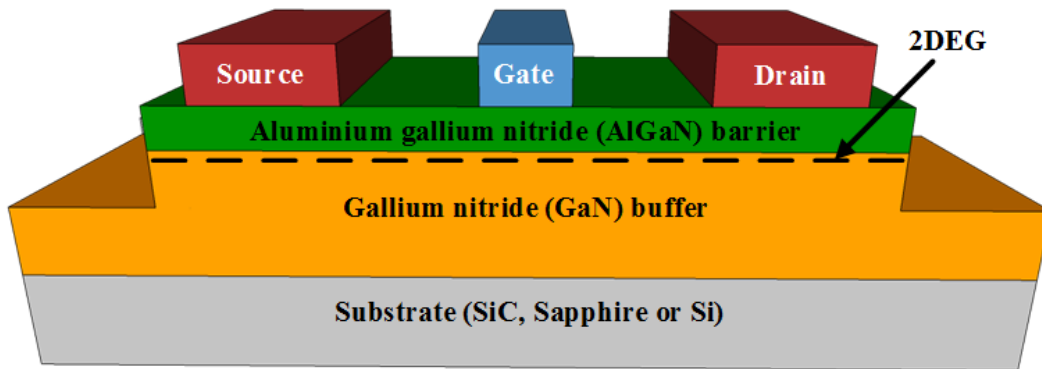 2DEG
Source
Gate
Drain
Aluminium gallium nitride (AlGaN) barrier
Gallium nitride (GaN) buffer
Substrate (SiC, Sapphire or Si)